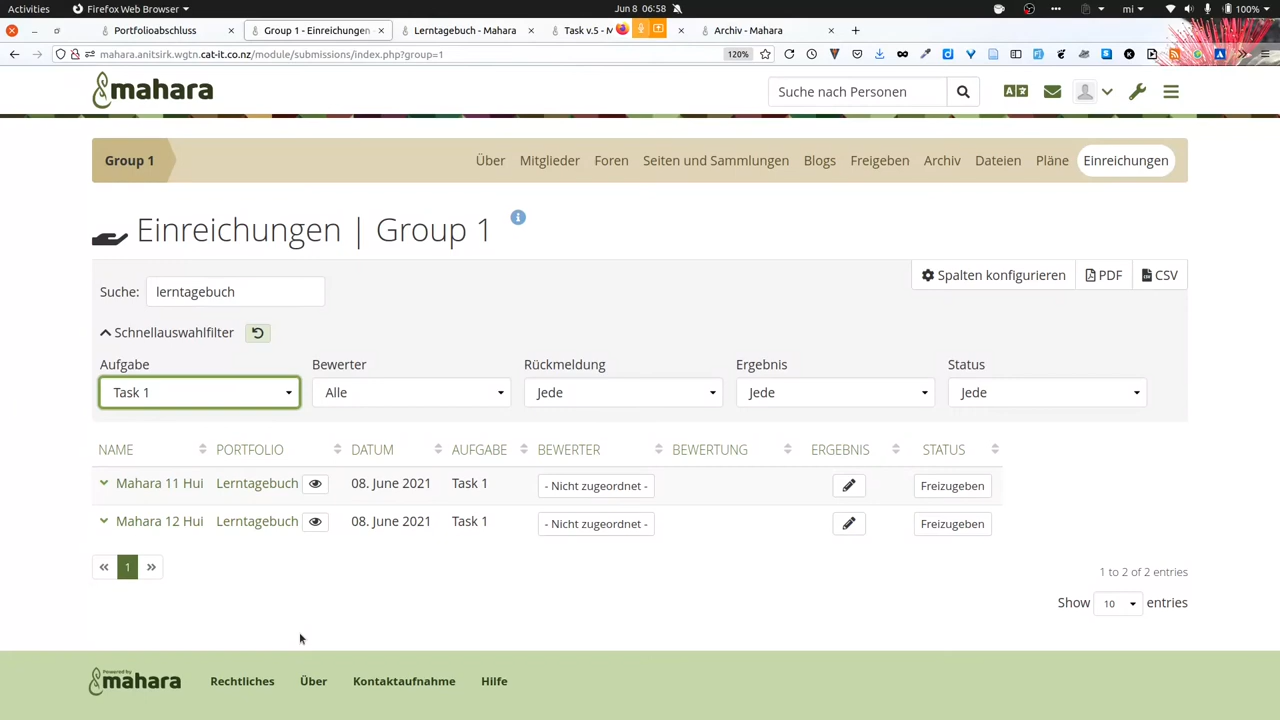 Activities Firefox Web Browser Jun 8 06:58 mi 100%
Portfolioabschluss × Group 1 - Einreichungen × Lerntagebuch - Mahara × Task v.5 - M × Archiv - Mahara ×
mahara.anitsirk.wgtn.cat-it.co.nz/module/submissions/index.php?group=1 120%
mahara Suche nach Personen
Group 1 Über Mitglieder Foren Seiten und Sammlungen Blogs Freigeben Archiv Dateien Pläne Einreichungen
Einreichungen | Group 1
Spalten konfigurieren PDF CSV
Suche: lerntagebuch
Schnellauswahlfilter
Aufgabe Bewerter Rückmeldung Ergebnis Status
Task 1 Alle Jede Jede Jede
NAME PORTFOLIO DATUM AUFGABE BEWERTER BEWERTUNG ERGEBNIS STATUS
Mahara 11 Hui Lerntagebuch 08. June 2021 Task 1 - Nicht zugeordnet - Freizugeben
Mahara 12 Hui Lerntagebuch 08. June 2021 Task 1 - Nicht zugeordnet - Freizugeben
« 1 »
1 to 2 of 2 entries
Show 10 entries
Powered by
mahara Rechtliches Über Kontaktaufnahme Hilfe